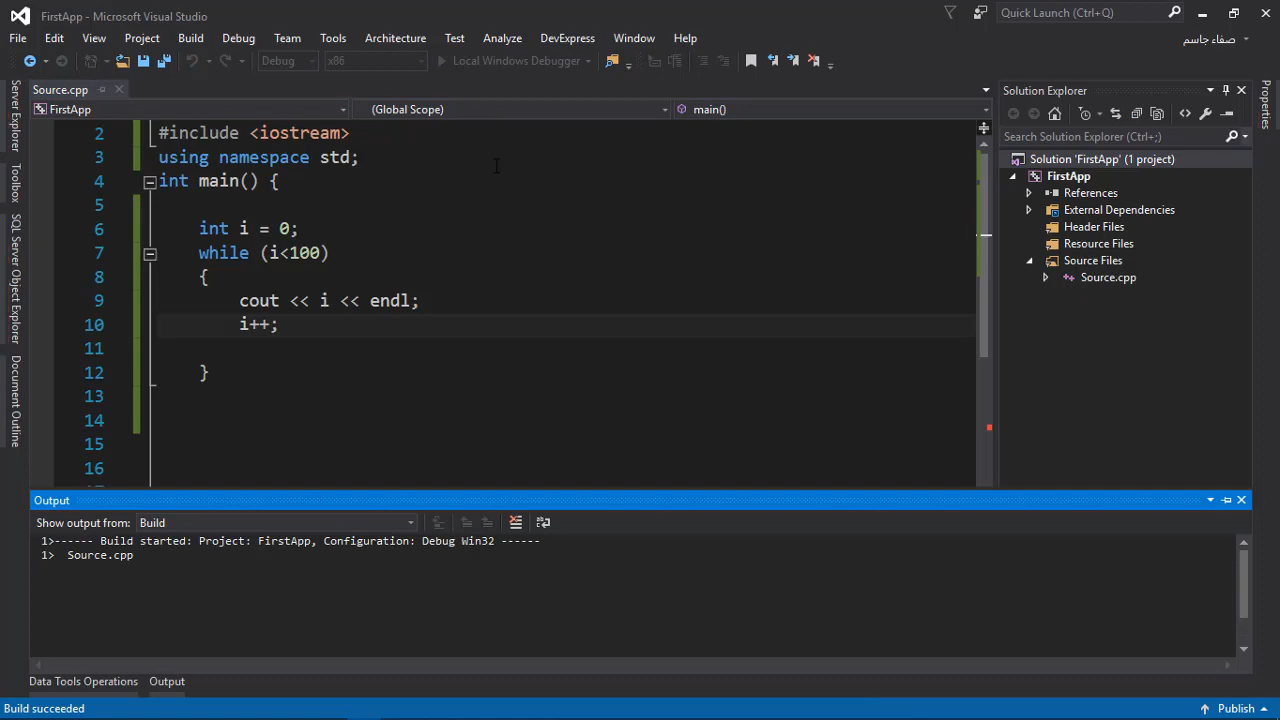 FirstApp - Microsoft Visual Studio
Quick Launch (Ctrl+Q)
File Edit View Project Build Debug Team Tools Architecture Test Analyze DevExpress Window Help
صفاء جاسم
Debug x86 Local Windows Debugger
Source.cpp
FirstApp (Global Scope) main()
2 #include <iostream>
3 using namespace std;
4 int main() {
5
6 int i = 0;
7 while (i<100)
8 {
9 cout << i << endl;
10 i++;
11
12 }
13
14
15
16
Solution Explorer
Search Solution Explorer (Ctrl+;)
Solution 'FirstApp' (1 project)
FirstApp
References
External Dependencies
Header Files
Resource Files
Source Files
Source.cpp
Server Explorer
Toolbox
SQL Server Object Explorer
Document Outline
Properties
Output
Show output from: Build
1>------ Build started: Project: FirstApp, Configuration: Debug Win32 ------
1> Source.cpp
Data Tools Operations Output
Build succeeded
Publish